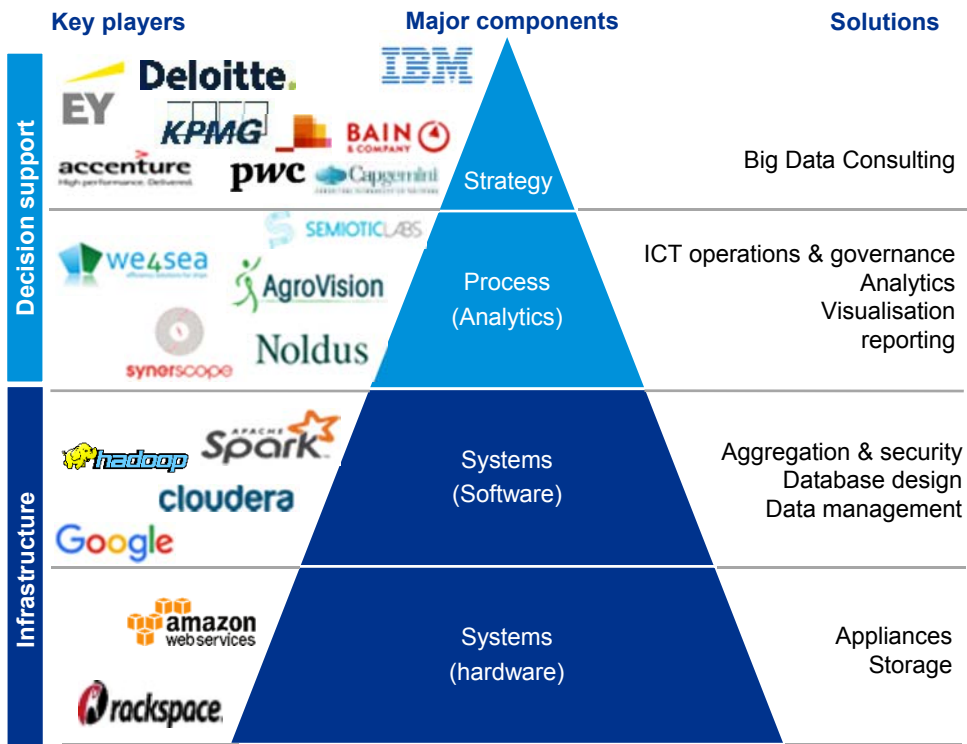 Key players
Major components
Solutions
Decision support
EY
Deloitte.
IBM
KPMG
BAIN
& COMPANY
accenture
High performance. Delivered.
pwc
Capgemini
Strategy
Big Data Consulting
SEMIOTICLABS
we4sea
AgroVision
synerscope
Noldus
Process
(Analytics)
ICT operations & governance
Analytics
Visualisation
reporting
Infrastructure
hadoop
APACHE
Spark
cloudera
Google
Systems
(Software)
Aggregation & security
Database design
Data management
amazon
webservices
rackspace.
Systems
(hardware)
Appliances
Storage